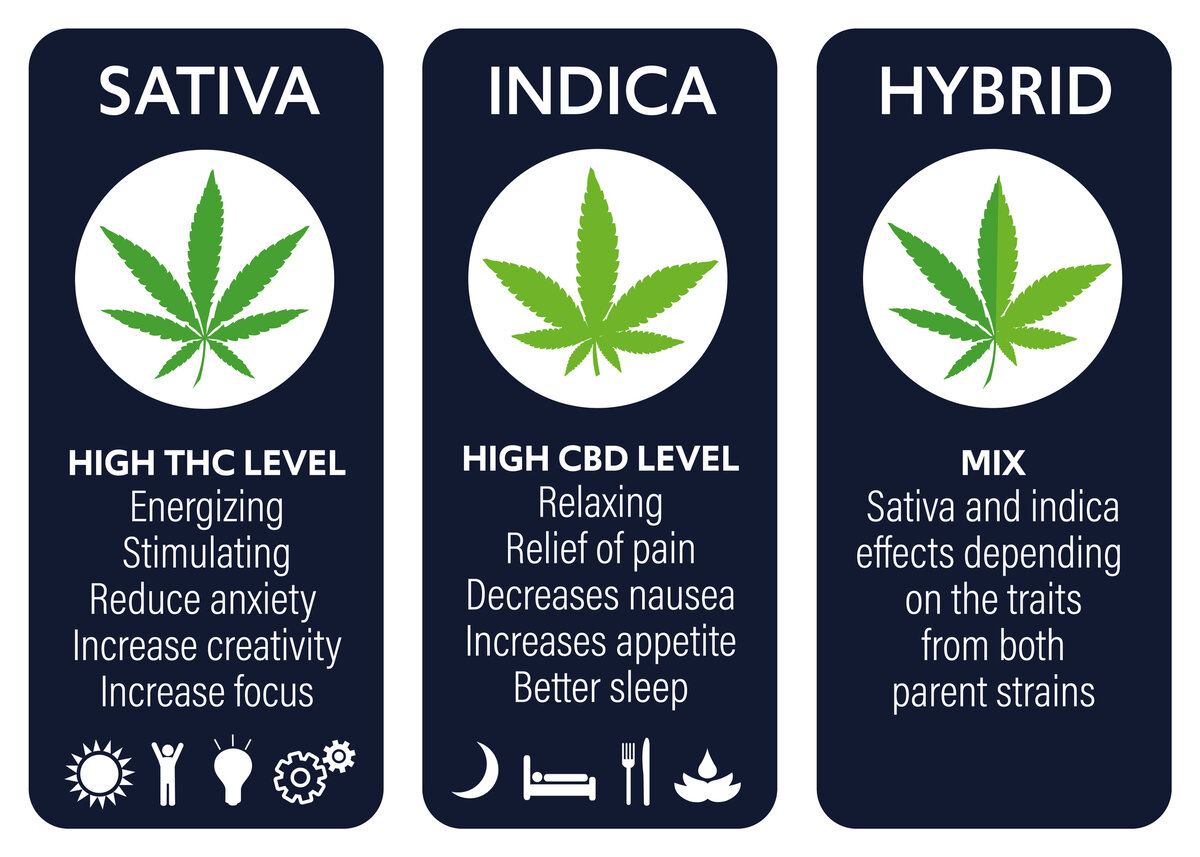 SATIVA
HIGH THC LEVEL
Energizing
Stimulating
Reduce anxiety
Increase creativity
Increase focus
INDICA
HIGH CBD LEVEL
Relaxing
Relief of pain
Decreases nausea
Increases appetite
Better sleep
HYBRID
MIX
Sativa and indica
effects depending
on the traits
from both
parent strains